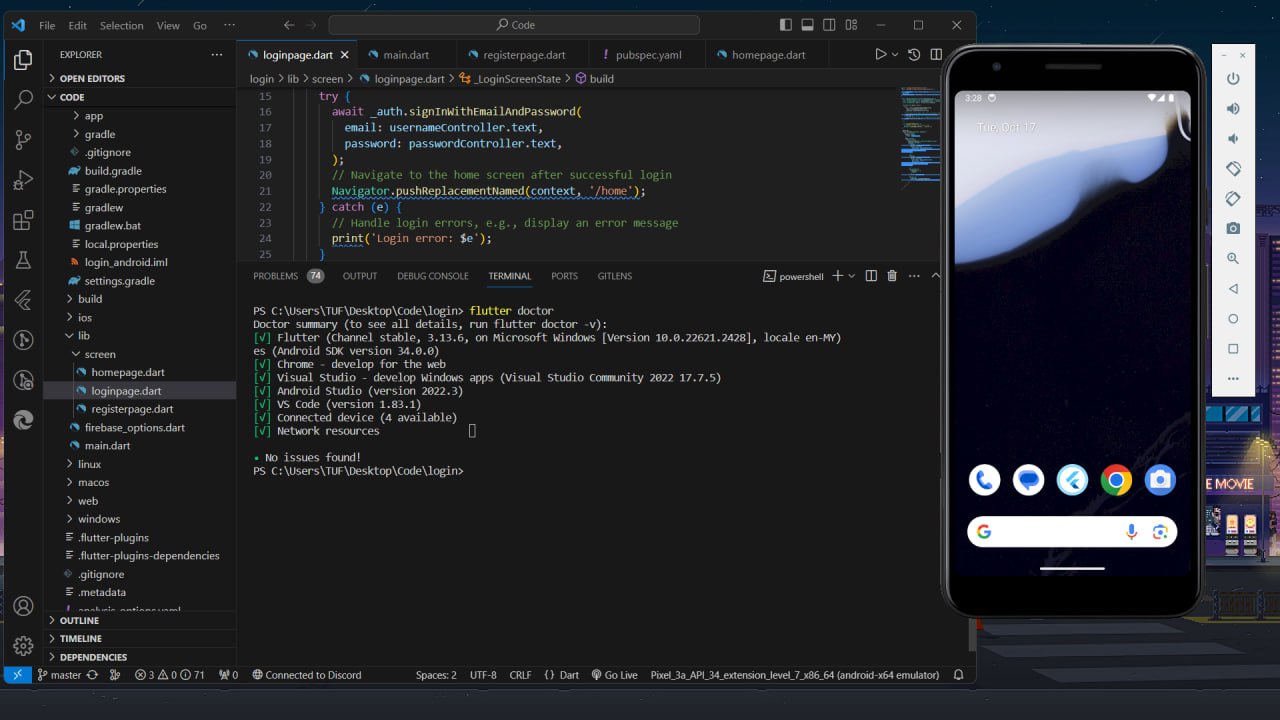 File Edit Selection View Go ···
Code
EXPLORER ···
OPEN EDITORS
CODE
app
gradle
.gitignore
build.gradle
gradle.properties
gradlew
gradlew.bat
local.properties
login_android.iml
settings.gradle
build
ios
lib
screen
homepage.dart
loginpage.dart
registerpage.dart
firebase_options.dart
main.dart
linux
macos
web
windows
.flutter-plugins
.flutter-plugins-dependencies
.gitignore
.metadata
analysis_options.yaml
OUTLINE
TIMELINE
DEPENDENCIES
loginpage.dart main.dart registerpage.dart ! pubspec.yaml homepage.dart
login > lib > screen > loginpage.dart > _LoginScreenState > build
15 try {
16 await _auth.signInWithEmailAndPassword(
17 email: usernameController.text,
18 password: passwordController.text,
19 );
20 // Navigate to the home screen after successful login
21 Navigator.pushReplacementNamed(context, '/home');
22 } catch (e) {
23 // Handle login errors, e.g., display an error message
24 print('Login error: $e');
25 }
PROBLEMS 74 OUTPUT DEBUG CONSOLE TERMINAL PORTS GITLENS powershell
PS C:\Users\TUF\Desktop\Code\login> flutter doctor
Doctor summary (to see all details, run flutter doctor -v):
[√] Flutter (Channel stable, 3.13.6, on Microsoft Windows [Version 10.0.22621.2428], locale en-MY)
es (Android SDK version 34.0.0)
[√] Chrome - develop for the web
[√] Visual Studio - develop Windows apps (Visual Studio Community 2022 17.7.5)
[√] Android Studio (version 2022.3)
[√] VS Code (version 1.83.1)
[√] Connected device (4 available)
[√] Network resources
• No issues found!
PS C:\Users\TUF\Desktop\Code\login>
master 3 0 71 0 Connected to Discord Spaces: 2 UTF-8 CRLF {} Dart Go Live Pixel_3a_API_34_extension_level_7_x86_64 (android-x64 emulator)
3:28
Tue, Oct 17
E MOVIE